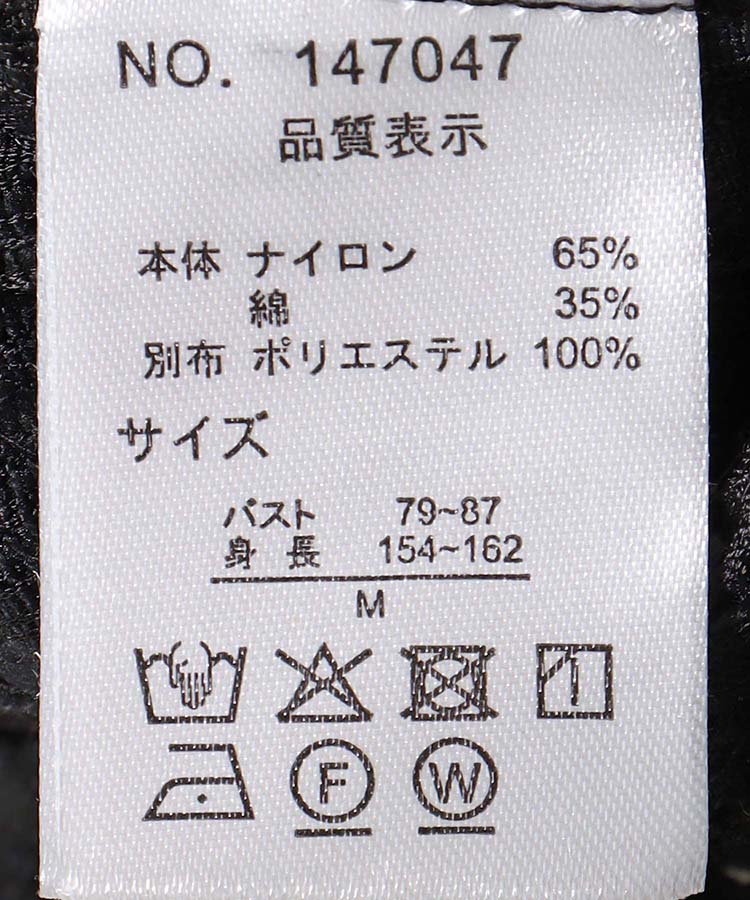 NO. 147047
品質表示
本体 ナイロン 65%
綿 35%
別布 ポリエステル 100%
サイズ
バスト 79~87
身長 154~162
M
F W